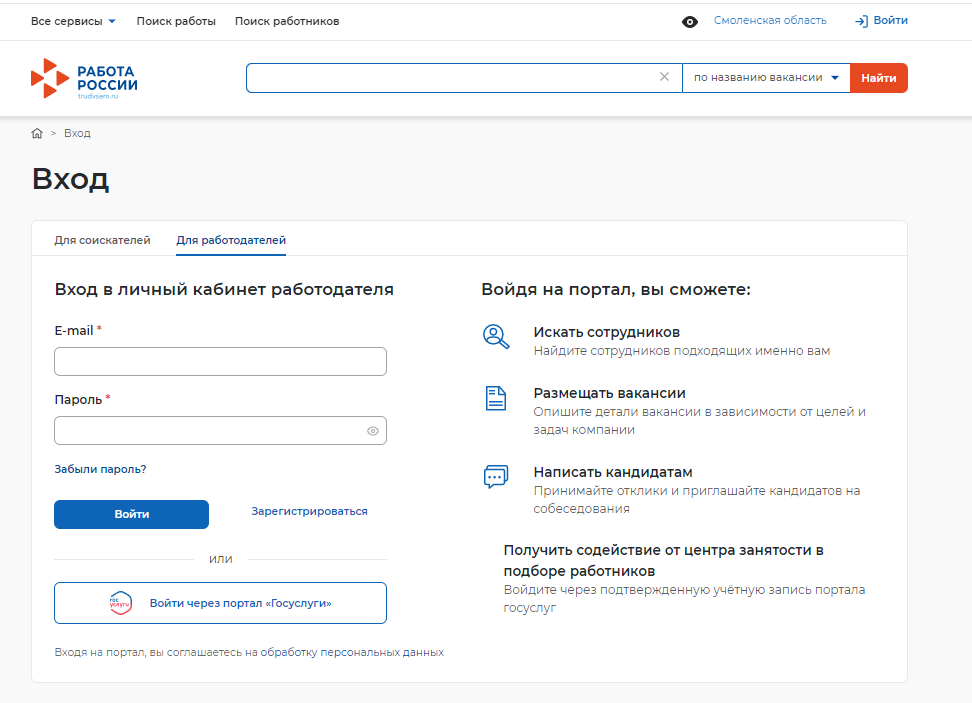 Все сервисы Поиск работы Поиск работников Смоленская область Войти
РАБОТА
РОССИИ
trudvsem.ru
по названию вакансии Найти
> Вход
Вход
Для соискателей Для работодателей
Вход в личный кабинет работодателя
E-mail *
Пароль *
Забыли пароль?
Войти Зарегистрироваться
или
гос
услуги
Войти через портал «Госуслуги»
Входя на портал, вы соглашаетесь на обработку персональных данных
Войдя на портал, вы сможете:
Искать сотрудников
Найдите сотрудников подходящих именно вам
Размещать вакансии
Опишите детали вакансии в зависимости от целей и
задач компании
Написать кандидатам
Принимайте отклики и приглашайте кандидатов на
собеседования
Получить содействие от центра занятости в
подборе работников
Войдите через подтвержденную учётную запись портала
госуслуг